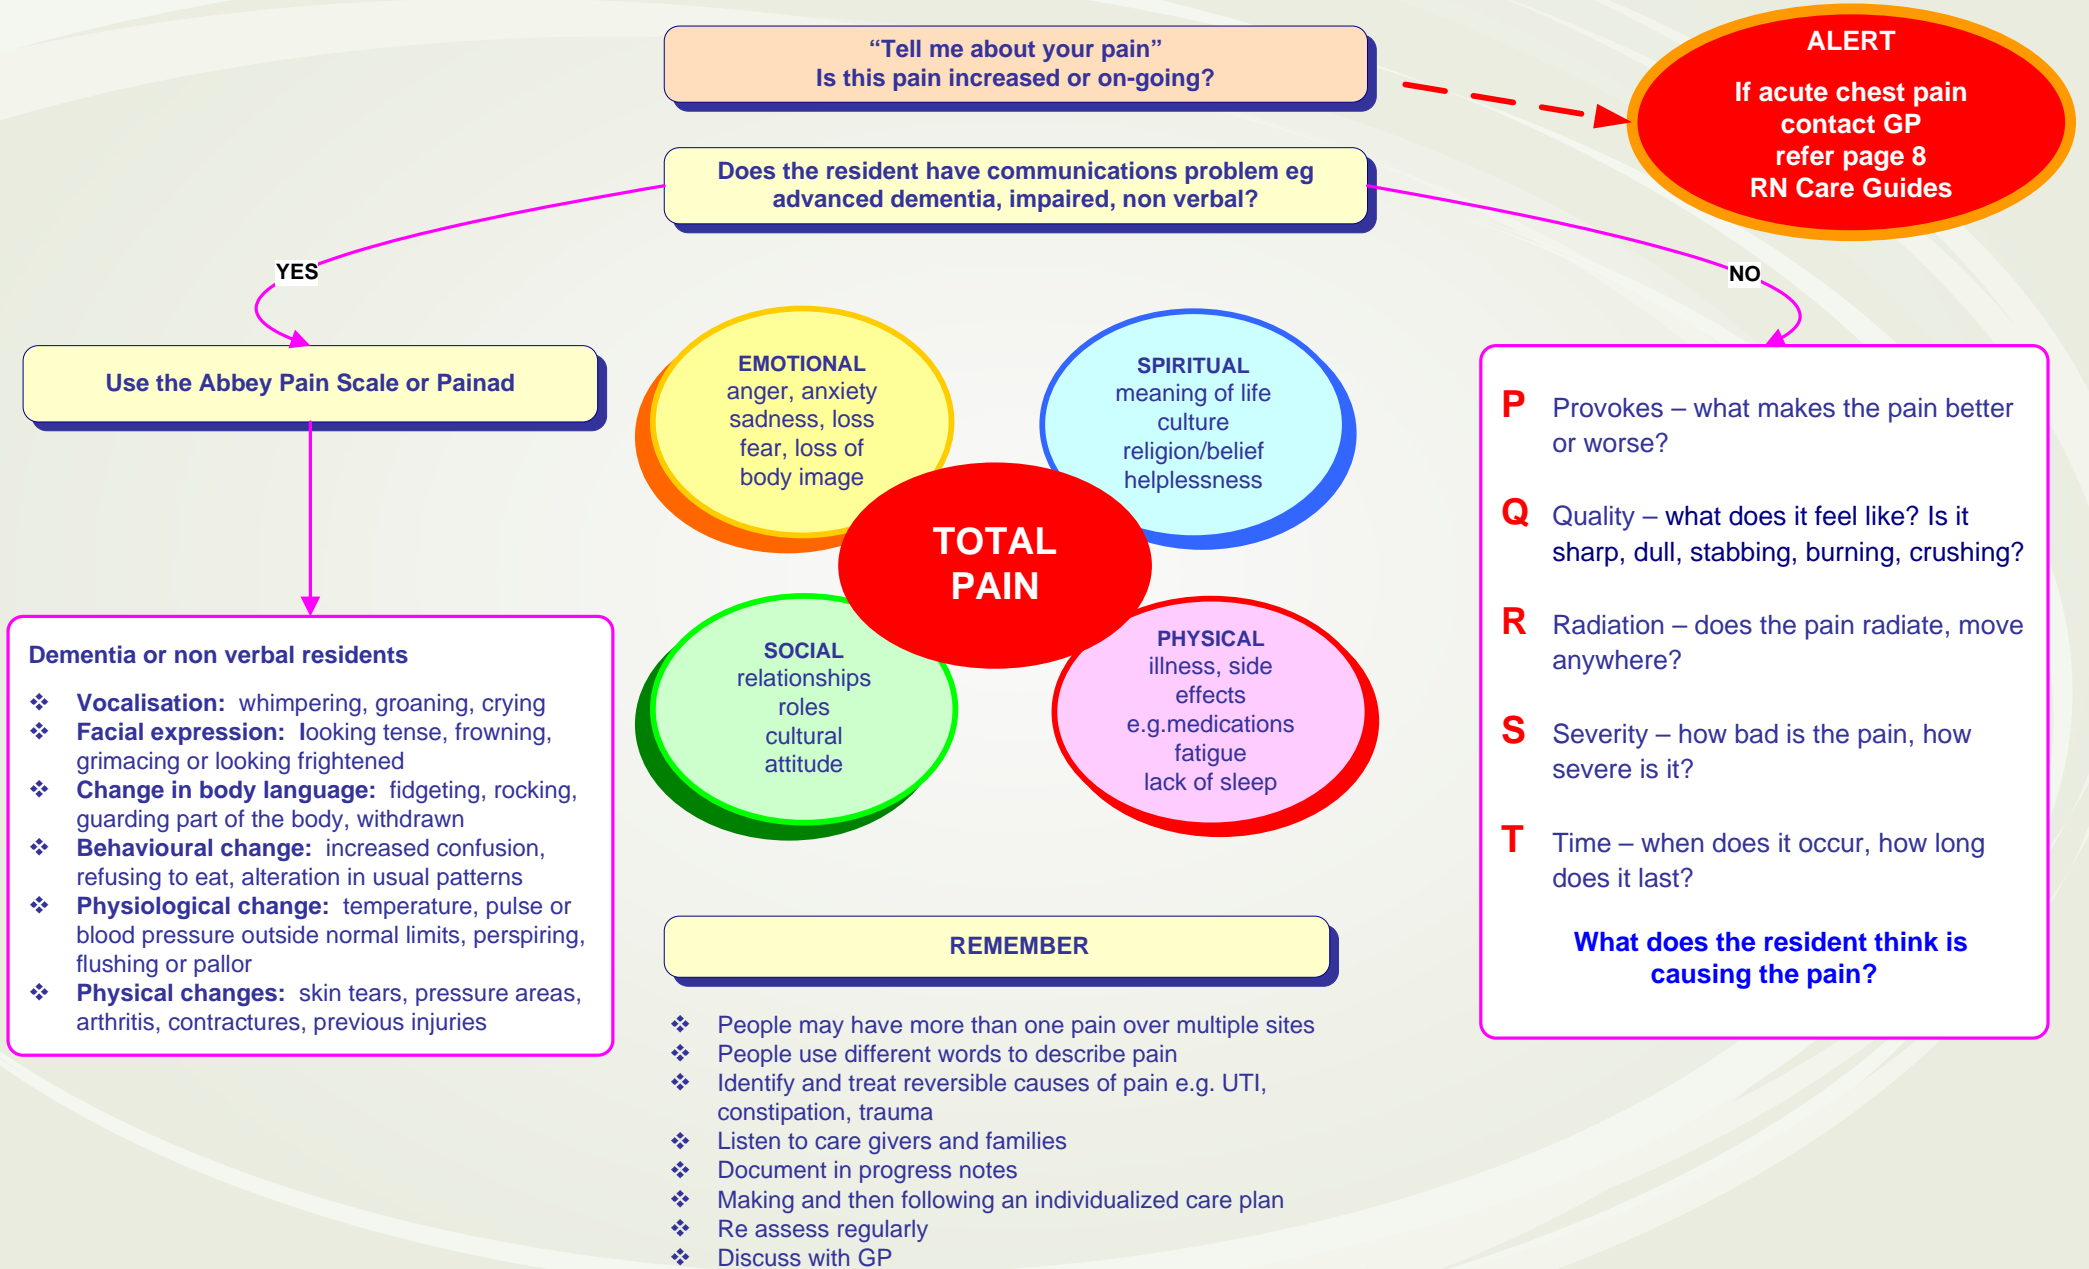 “Tell me about your pain”
Is this pain increased or on-going?
ALERT
If acute chest pain
contact GP
refer page 8
RN Care Guides
Does the resident have communications problem eg
advanced dementia, impaired, non verbal?
YES
NO
Use the Abbey Pain Scale or Painad
Dementia or non verbal residents
❖ Vocalisation: whimpering, groaning, crying
❖ Facial expression: looking tense, frowning,
grimacing or looking frightened
❖ Change in body language: fidgeting, rocking,
guarding part of the body, withdrawn
❖ Behavioural change: increased confusion,
refusing to eat, alteration in usual patterns
❖ Physiological change: temperature, pulse or
blood pressure outside normal limits, perspiring,
flushing or pallor
❖ Physical changes: skin tears, pressure areas,
arthritis, contractures, previous injuries
EMOTIONAL
anger, anxiety
sadness, loss
fear, loss of
body image
SPIRITUAL
meaning of life
culture
religion/belief
helplessness
TOTAL
PAIN
SOCIAL
relationships
roles
cultural
attitude
PHYSICAL
illness, side
effects
e.g.medications
fatigue
lack of sleep
REMEMBER
❖ People may have more than one pain over multiple sites
❖ People use different words to describe pain
❖ Identify and treat reversible causes of pain e.g. UTI,
constipation, trauma
❖ Listen to care givers and families
❖ Document in progress notes
❖ Making and then following an individualized care plan
❖ Re assess regularly
❖ Discuss with GP
P Provokes – what makes the pain better
or worse?
Q Quality – what does it feel like? Is it
sharp, dull, stabbing, burning, crushing?
R Radiation – does the pain radiate, move
anywhere?
S Severity – how bad is the pain, how
severe is it?
T Time – when does it occur, how long
does it last?
What does the resident think is
causing the pain?